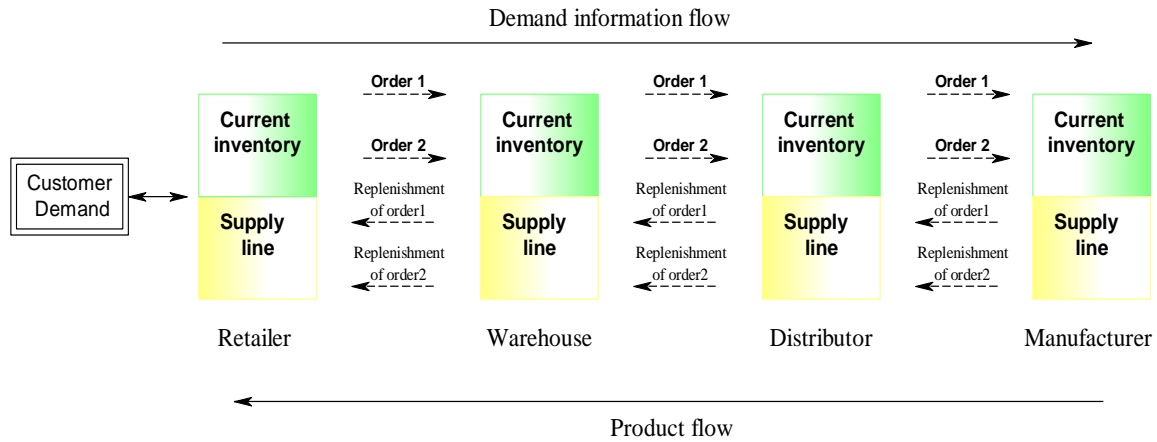 Demand information flow
Order 1
Order 1
Order 1
Current
inventory
Current
inventory
Current
inventory
Current
inventory
Order 2
Order 2
Order 2
Customer
Demand
Replenishment
of order1
Replenishment
of order1
Replenishment
of order1
Supply
line
Supply
line
Supply
line
Supply
line
Replenishment
of order2
Replenishment
of order2
Replenishment
of order2
Retailer
Warehouse
Distributor
Manufacturer
Product flow